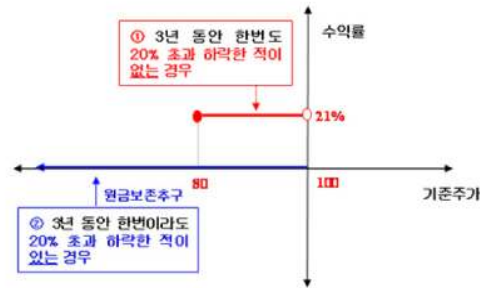 ① 3년 동안 한번도
20% 초과 하락한 적이
없는 경우
수익률
21%
80
100
기준주가
원금보존추구
② 3년 동안 한번이라도
20% 초과 하락한 적이
있는 경우